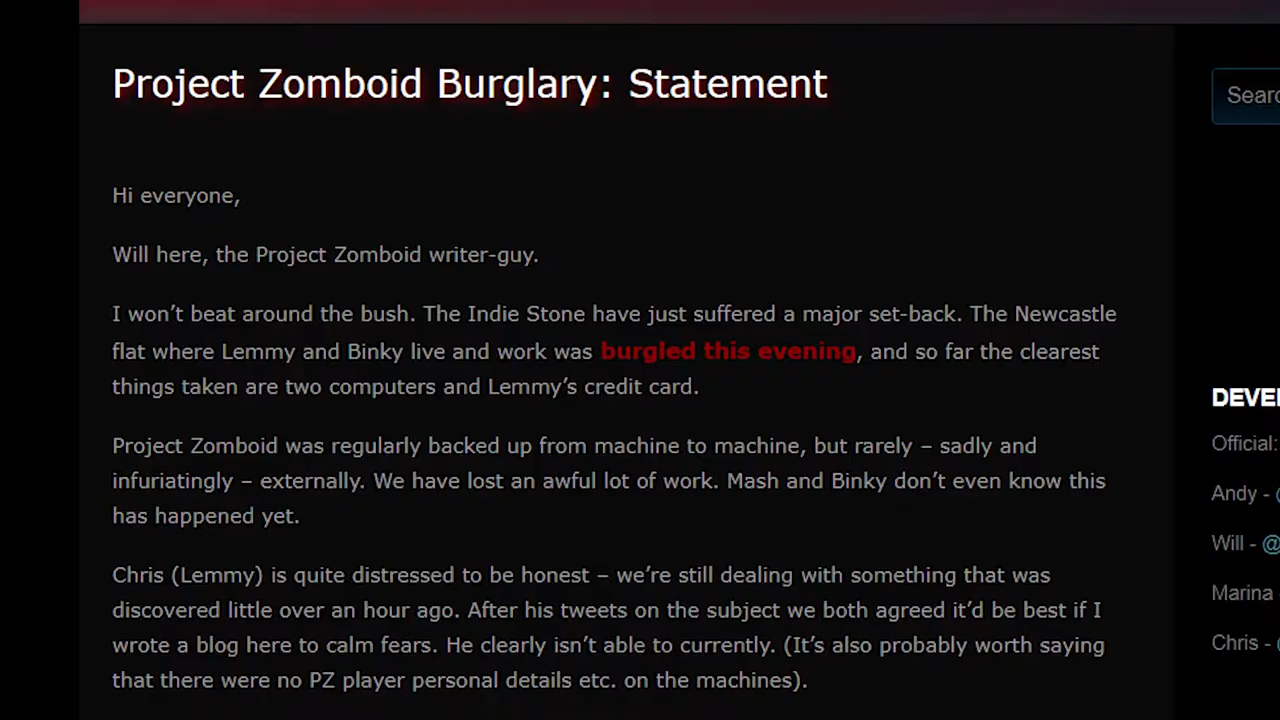 Project Zomboid Burglary: Statement
Hi everyone,
Will here, the Project Zomboid writer-guy.
I won’t beat around the bush. The Indie Stone have just suffered a major set-back. The Newcastle
flat where Lemmy and Binky live and work was burgled this evening, and so far the clearest
things taken are two computers and Lemmy’s credit card.
Project Zomboid was regularly backed up from machine to machine, but rarely – sadly and
infuriatingly – externally. We have lost an awful lot of work. Mash and Binky don’t even know this
has happened yet.
Chris (Lemmy) is quite distressed to be honest – we’re still dealing with something that was
discovered little over an hour ago. After his tweets on the subject we both agreed it’d be best if I
wrote a blog here to calm fears. He clearly isn’t able to currently. (It’s also probably worth saying
that there were no PZ player personal details etc. on the machines).
Searc
DEVE
Official:
Andy - @
Will - @
Marina -
Chris - @